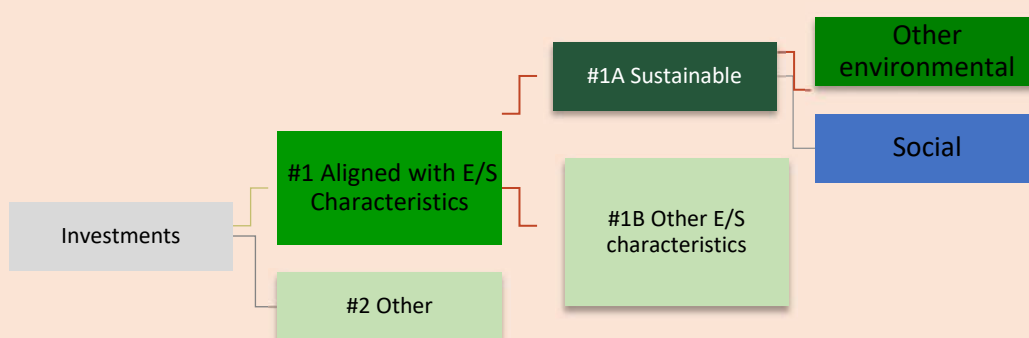 Other
environmental
#1A Sustainable
Social
#1 Aligned with E/S
Characteristics
#1B Other E/S
characteristics
Investments
#2 Other